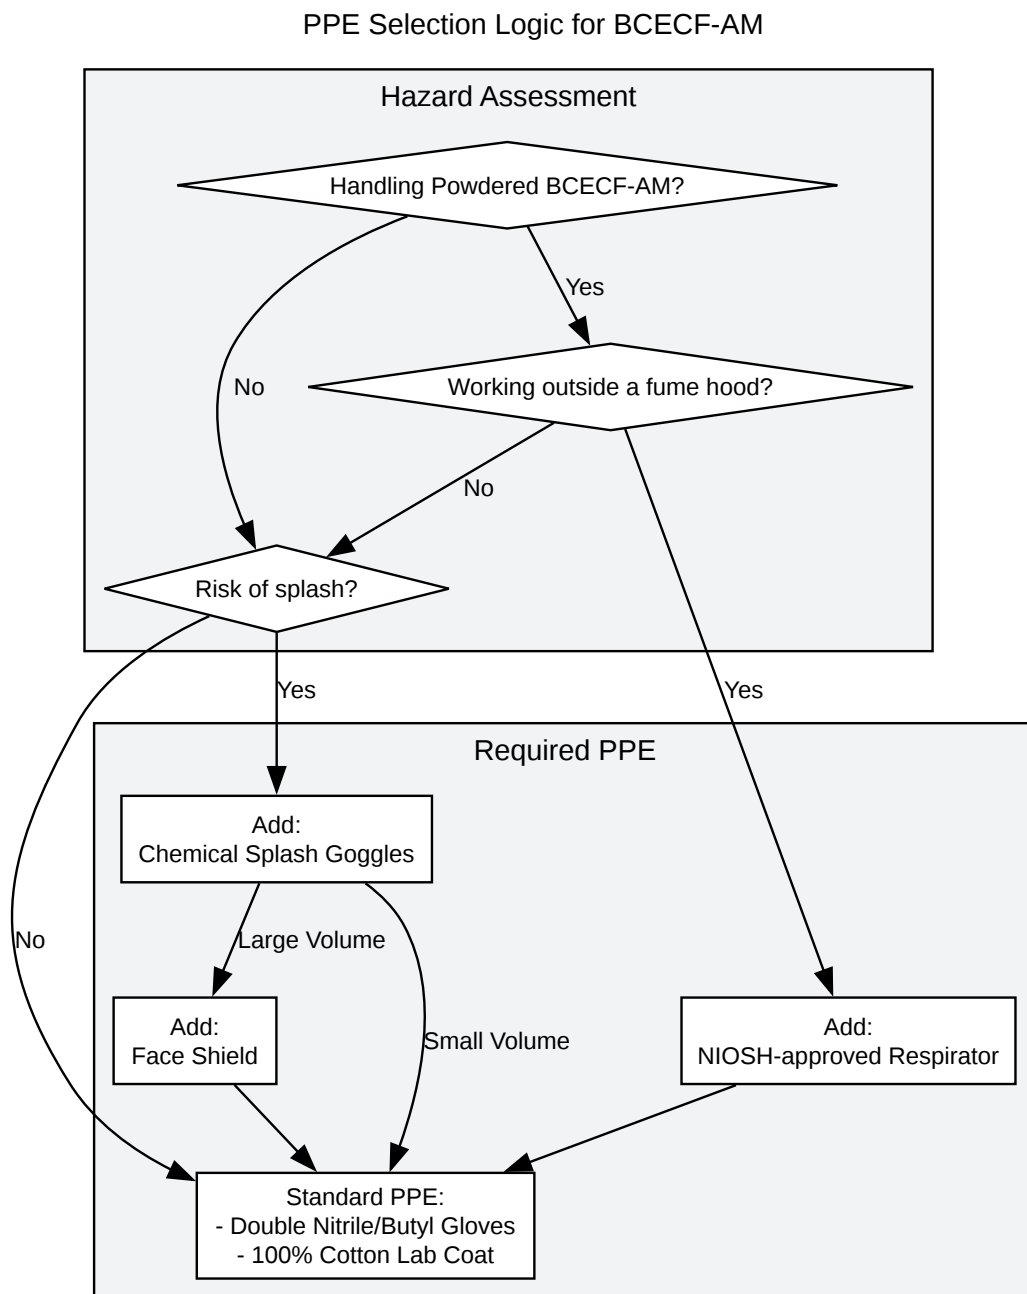 PPE Selection Logic for BCECF-AM
Hazard Assessment
Handling Powdered BCECF-AM?
Yes
No
Working outside a fume hood?
No
Risk of splash?
Yes
Yes
Required PPE
Add:
Chemical Splash Goggles
No
Large Volume
Add:
Face Shield
Small Volume
Add:
NIOSH-approved Respirator
Standard PPE:
- Double Nitrile/Butyl Gloves
- 100% Cotton Lab Coat